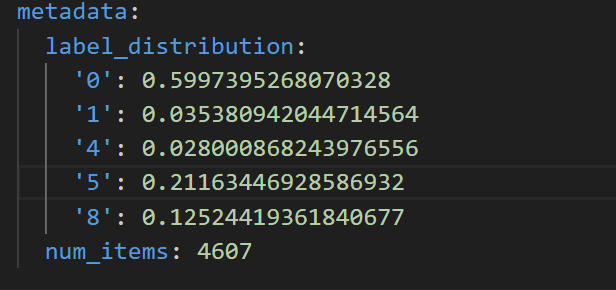 metadata:
label_distribution:
'0': 0.5997395268070328
'1': 0.035380942044714564
'4': 0.028000868243976556
'5': 0.21163446928586932
'8': 0.12524419361840677
num_items: 4607